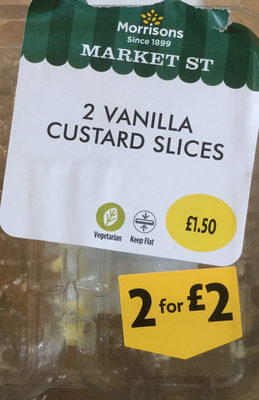 Morrisons
Since 1899
MARKET ST
2 VANILLA
CUSTARD SLICES
Vegetarian
Keep Flat
£1.50
2 for £2